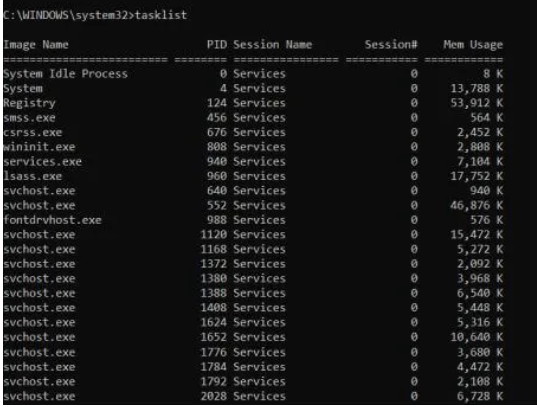 C:\WINDOWS\system32>tasklist
Image Name                     PID Session Name        Session#    Mem Usage
========================= ======== ================ =========== ============
System Idle Process              0 Services                   0          8 K
System                           4 Services                   0     13,788 K
Registry                       124 Services                   0     53,912 K
smss.exe                       456 Services                   0        564 K
csrss.exe                      676 Services                   0      2,452 K
wininit.exe                    808 Services                   0      2,808 K
services.exe                   940 Services                   0      7,104 K
lsass.exe                      960 Services                   0     17,752 K
svchost.exe                    640 Services                   0        940 K
svchost.exe                    552 Services                   0     46,876 K
fontdrvhost.exe                988 Services                   0        576 K
svchost.exe                   1120 Services                   0     15,472 K
svchost.exe                   1168 Services                   0      5,272 K
svchost.exe                   1372 Services                   0      2,092 K
svchost.exe                   1380 Services                   0      3,968 K
svchost.exe                   1388 Services                   0      6,540 K
svchost.exe                   1408 Services                   0      5,448 K
svchost.exe                   1624 Services                   0      5,316 K
svchost.exe                   1652 Services                   0     10,640 K
svchost.exe                   1776 Services                   0      3,680 K
svchost.exe                   1784 Services                   0      4,472 K
svchost.exe                   1792 Services                   0      2,108 K
svchost.exe                   2028 Services                   0      6,728 K